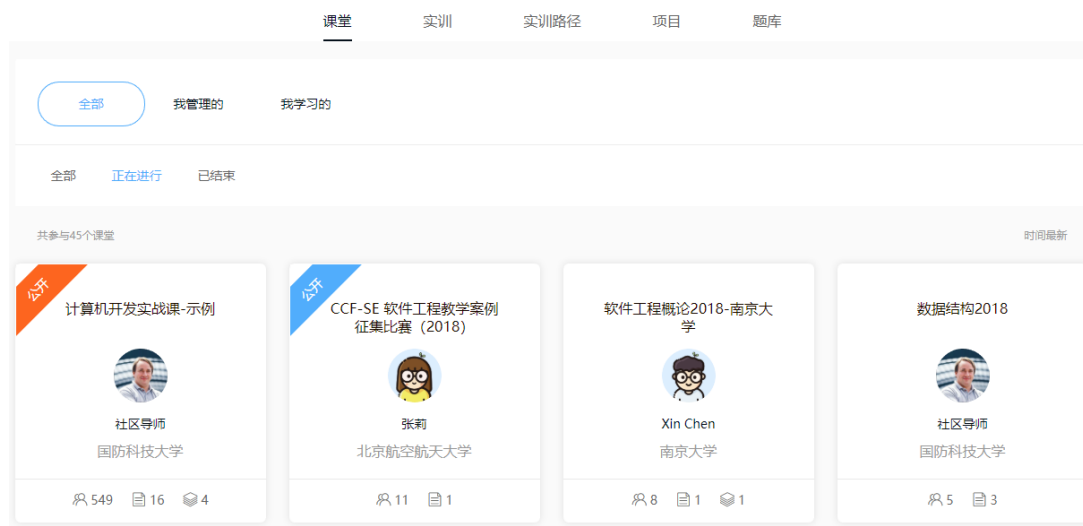 课堂 实训 实训路径 项目 题库
全部 我管理的 我学习的
全部 正在进行 已结束
共参与45个课堂 时间最新
公开
计算机开发实战课-示例
社区导师
国防科技大学
549 16 4
公开
CCF-SE 软件工程教学案例
征集比赛（2018）
张莉
北京航空航天大学
11 1
软件工程概论2018-南京大
学
Xin Chen
南京大学
8 1 1
数据结构2018
社区导师
国防科技大学
5 3